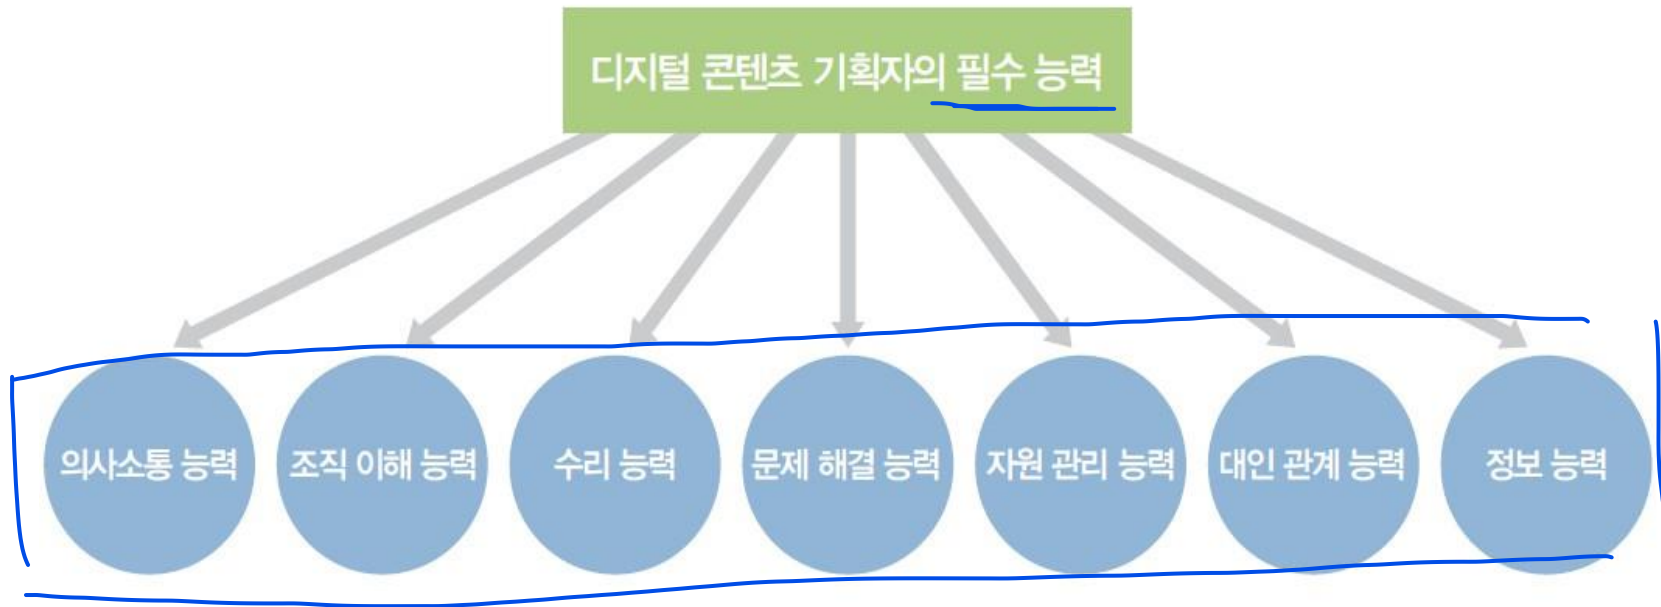 디지털 콘텐츠 기획자의 필수 능력
의사소통 능력
조직 이해 능력
수리 능력
문제 해결 능력
자원 관리 능력
대인 관계 능력
정보 능력